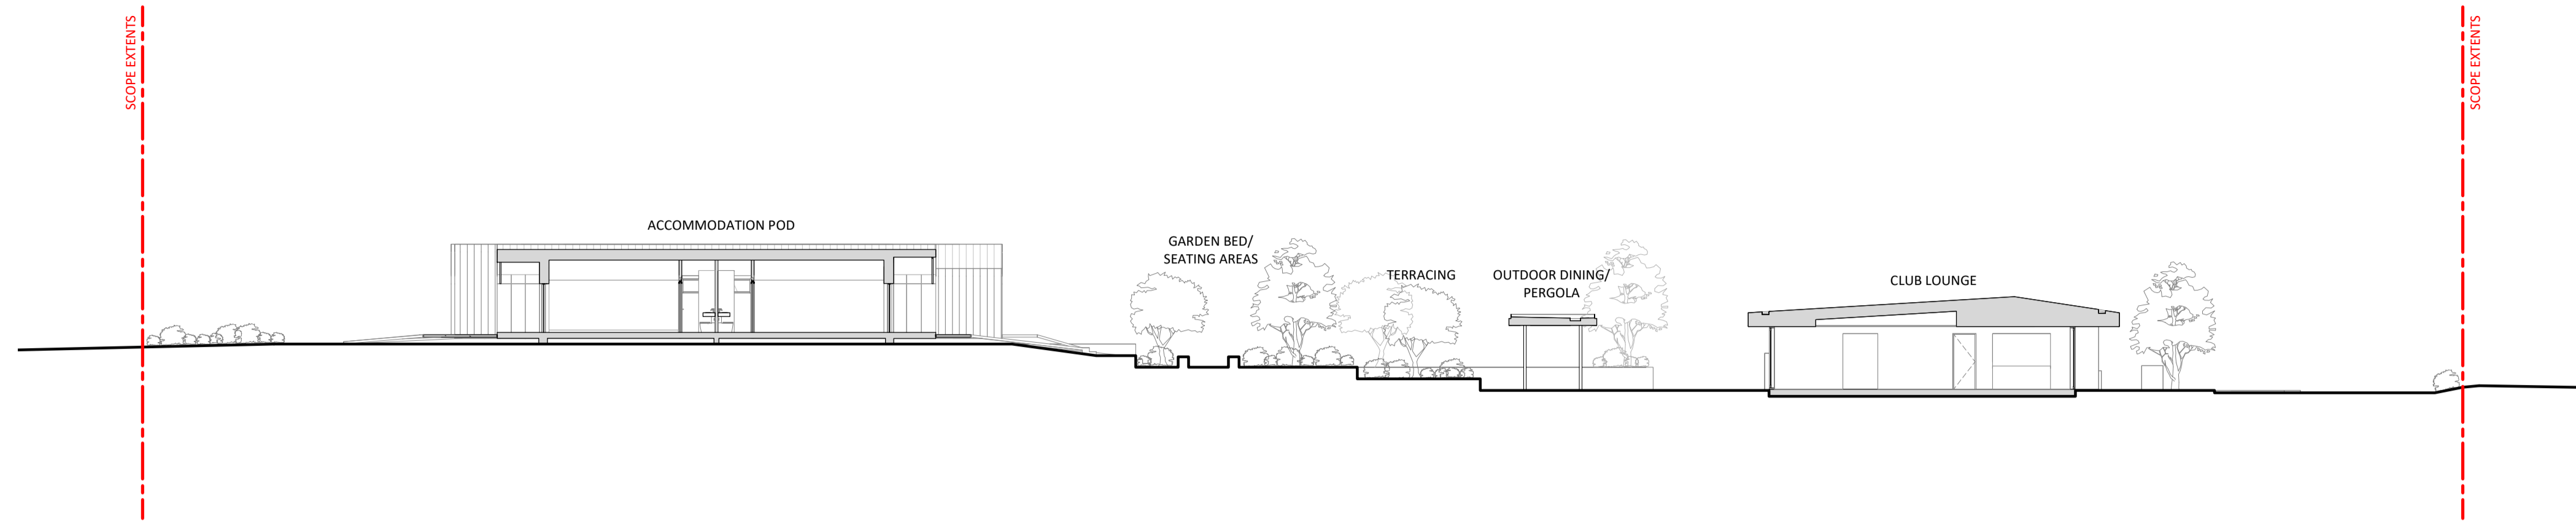 SCOPE EXTENTS
ACCOMMODATION POD
GARDEN BED/
SEATING AREAS
TERRACING
OUTDOOR DINING/
PERGOLA
CLUB LOUNGE
SCOPE EXTENTS